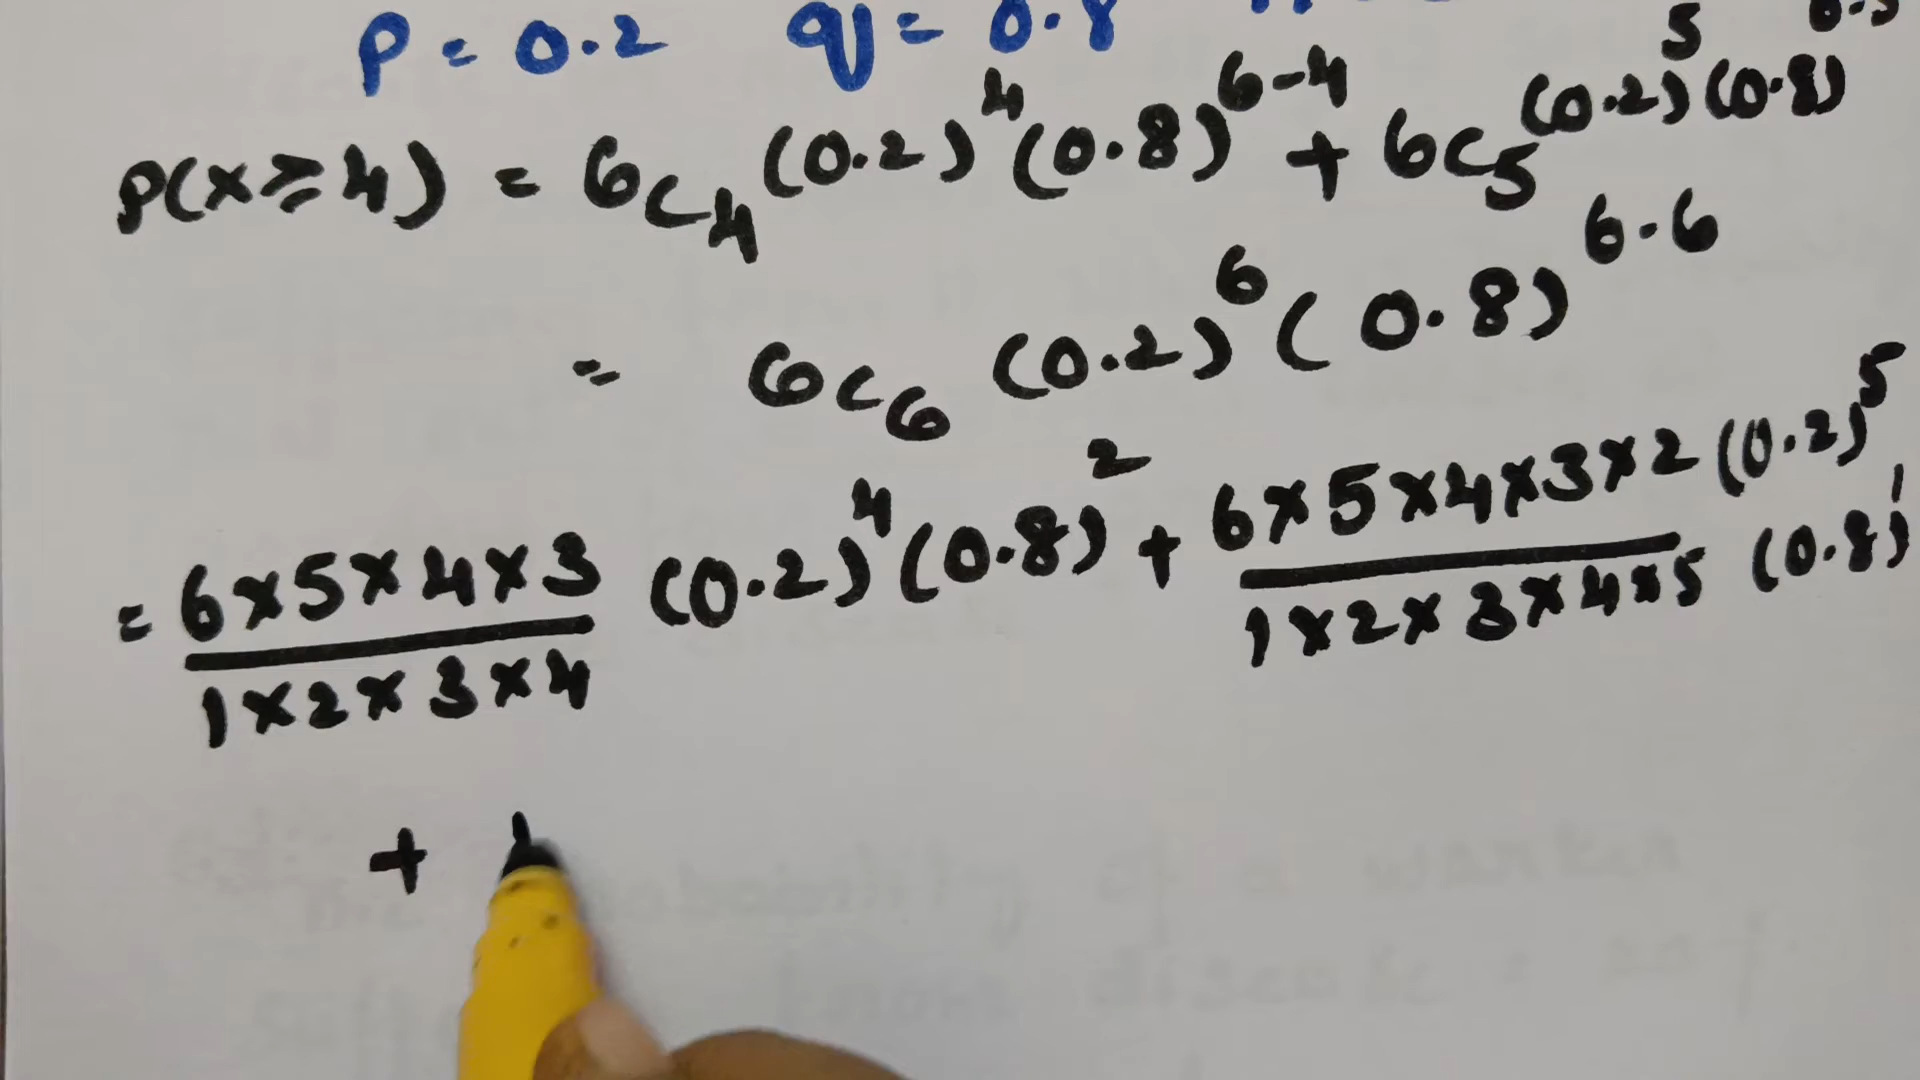 p = 0.2 q = 0.8
6-5
P(x ≥ 4) = 6C₄ (0.2)⁴ (0.8)⁶⁻⁴ + 6C₅ (0.2)⁵ (0.8)
= 6C₆ (0.2)⁶ (0.8)⁶⁻⁶
= 6×5×4×3 (0.2)⁴ (0.8)² + 6×5×4×3×2 (0.2)⁵
1×2×3×4 1×2×3×4×5 (0.8)¹
+ 1